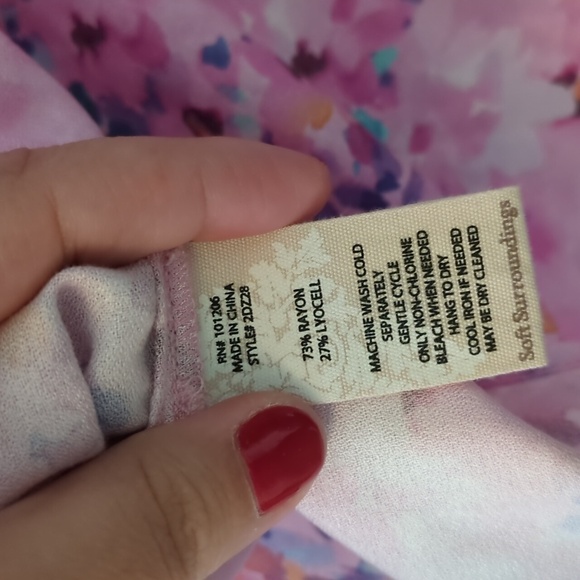 RN# 101206
MADE IN CHINA
STYLE# 2DZ28
73% RAYON
27% LYOCELL
MACHINE WASH COLD
SEPARATELY
GENTLE CYCLE
ONLY NON-CHLORINE
BLEACH WHEN NEEDED
HANG TO DRY
COOL IRON IF NEEDED
MAY BE DRY CLEANED
Soft Surroundings